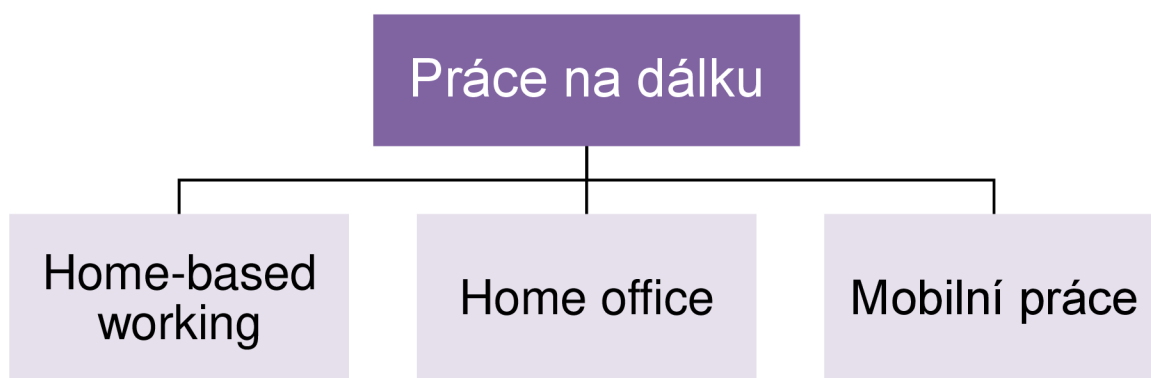 Práce na dálku
Home-based
working
Home office
Mobilní práce